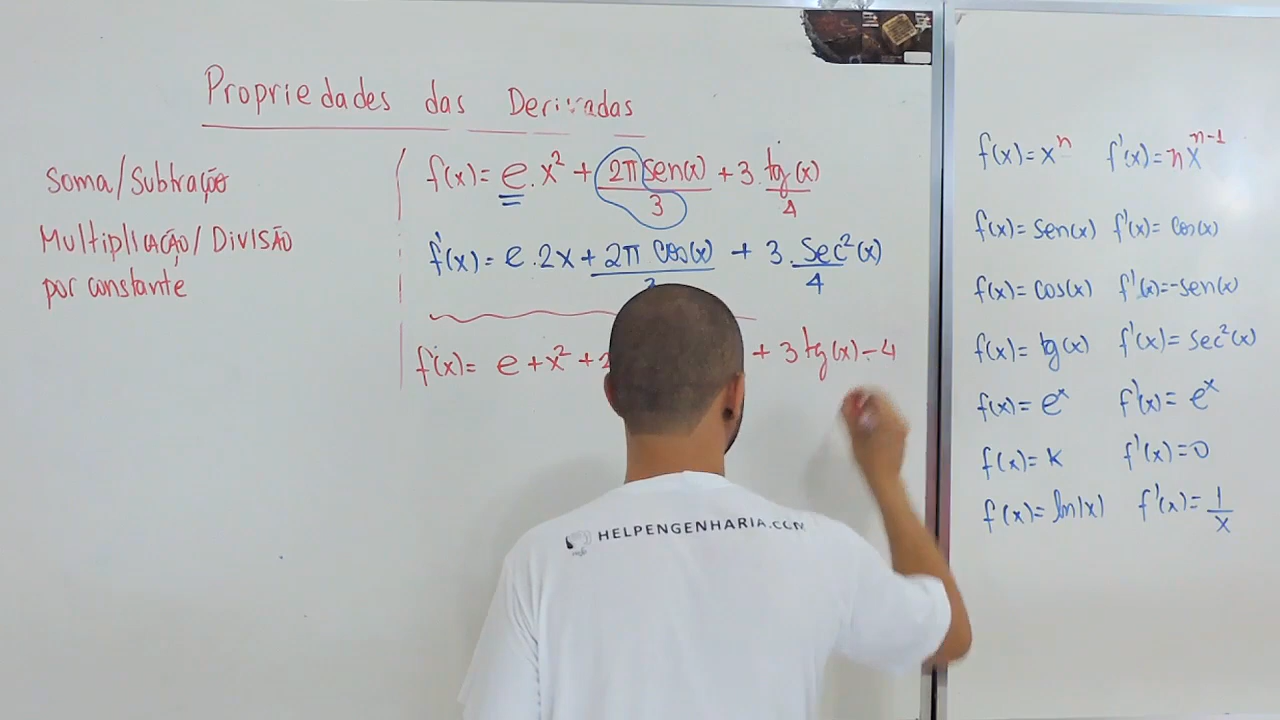 Propriedades das Derivadas
Soma/Subtração
Multiplicação/Divisão
por constante
f(x) = e . x² + 2π sen(x)/3 + 3 . tg(x)/4
f'(x) = e . 2x + 2π cos(x) + 3 . Sec²(x)/4
f(x) = e + x² + + 3 tg(x) - 4
f(x) = xⁿ f'(x) = n xⁿ⁻¹
f(x) = sen(x) f'(x) = cos(x)
f(x) = cos(x) f'(x) = -sen(x)
f(x) = tg(x) f'(x) = sec²(x)
f(x) = eˣ f'(x) = eˣ
f(x) = K f'(x) = 0
f(x) = ln|x| f'(x) = 1/x
HELPENGENHARIA.COM